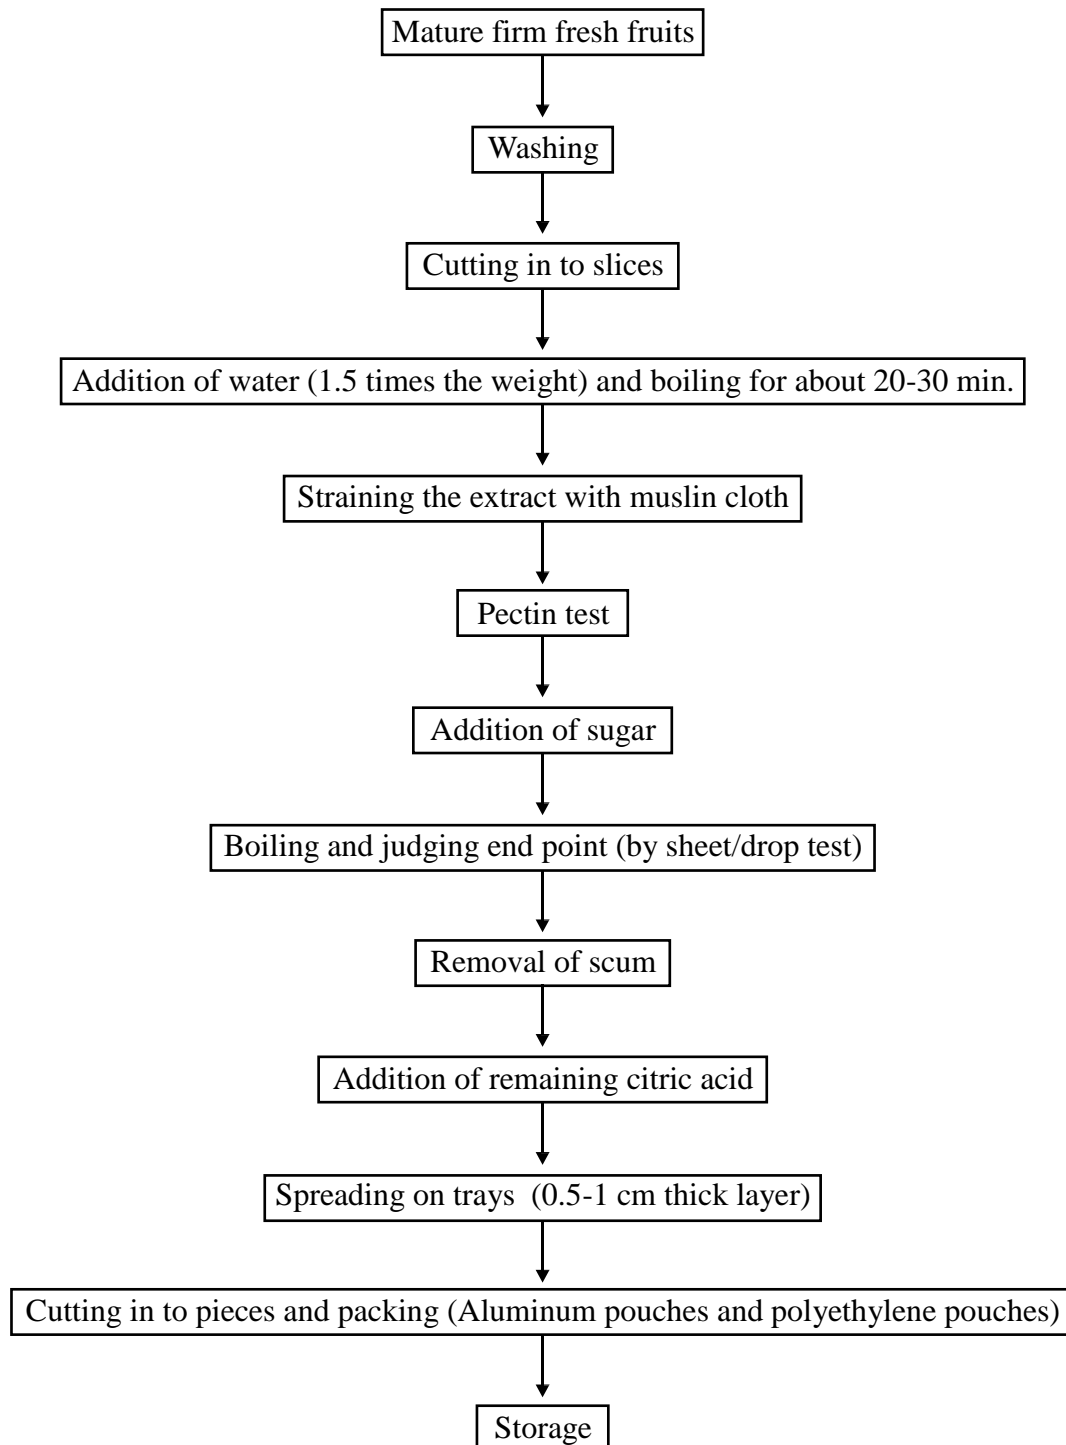 Mature firm fresh fruits
Washing
Cutting in to slices
Addition of water (1.5 times the weight) and boiling for about 20-30 min.
Straining the extract with muslin cloth
Pectin test
Addition of sugar
Boiling and judging end point (by sheet/drop test)
Removal of scum
Addition of remaining citric acid
Spreading on trays (0.5-1 cm thick layer)
Cutting in to pieces and packing (Aluminum pouches and polyethylene pouches)
Storage